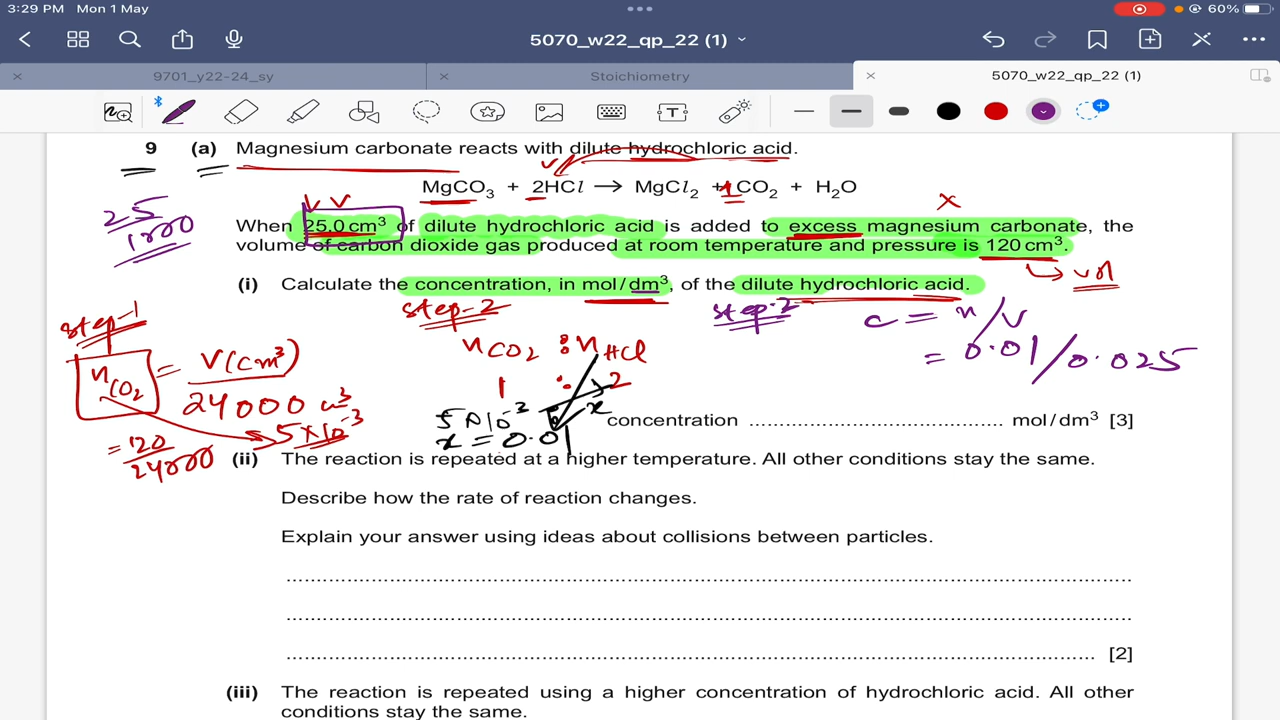 3:29 PM Mon 1 May
60%
5070_w22_qp_22 (1)
9701_y22-24_sy
Stoichiometry
5070_w22_qp_22 (1)
9 (a) Magnesium carbonate reacts with dilute hydrochloric acid.
MgCO3 + 2HCl → MgCl2 + 1 CO2 + H2O
25
1000
When 25.0 cm³ of dilute hydrochloric acid is added to excess magnesium carbonate, the
volume of carbon dioxide gas produced at room temperature and pressure is 120 cm³.
(i) Calculate the concentration, in mol/dm³, of the dilute hydrochloric acid.
step-1
step-2
step-2
c = n/V
= 0.01/0.025
nCO2 = V(cm³)
24000 cm³
nCO2 : nHCl
1 : 2
5×10⁻³
x
x = 0.01
5×10⁻³
= 120
24000
concentration ........................................ mol/dm³ [3]
(ii) The reaction is repeated at a higher temperature. All other conditions stay the same.
Describe how the rate of reaction changes.
Explain your answer using ideas about collisions between particles.
[2]
(iii) The reaction is repeated using a higher concentration of hydrochloric acid. All other
conditions stay the same.